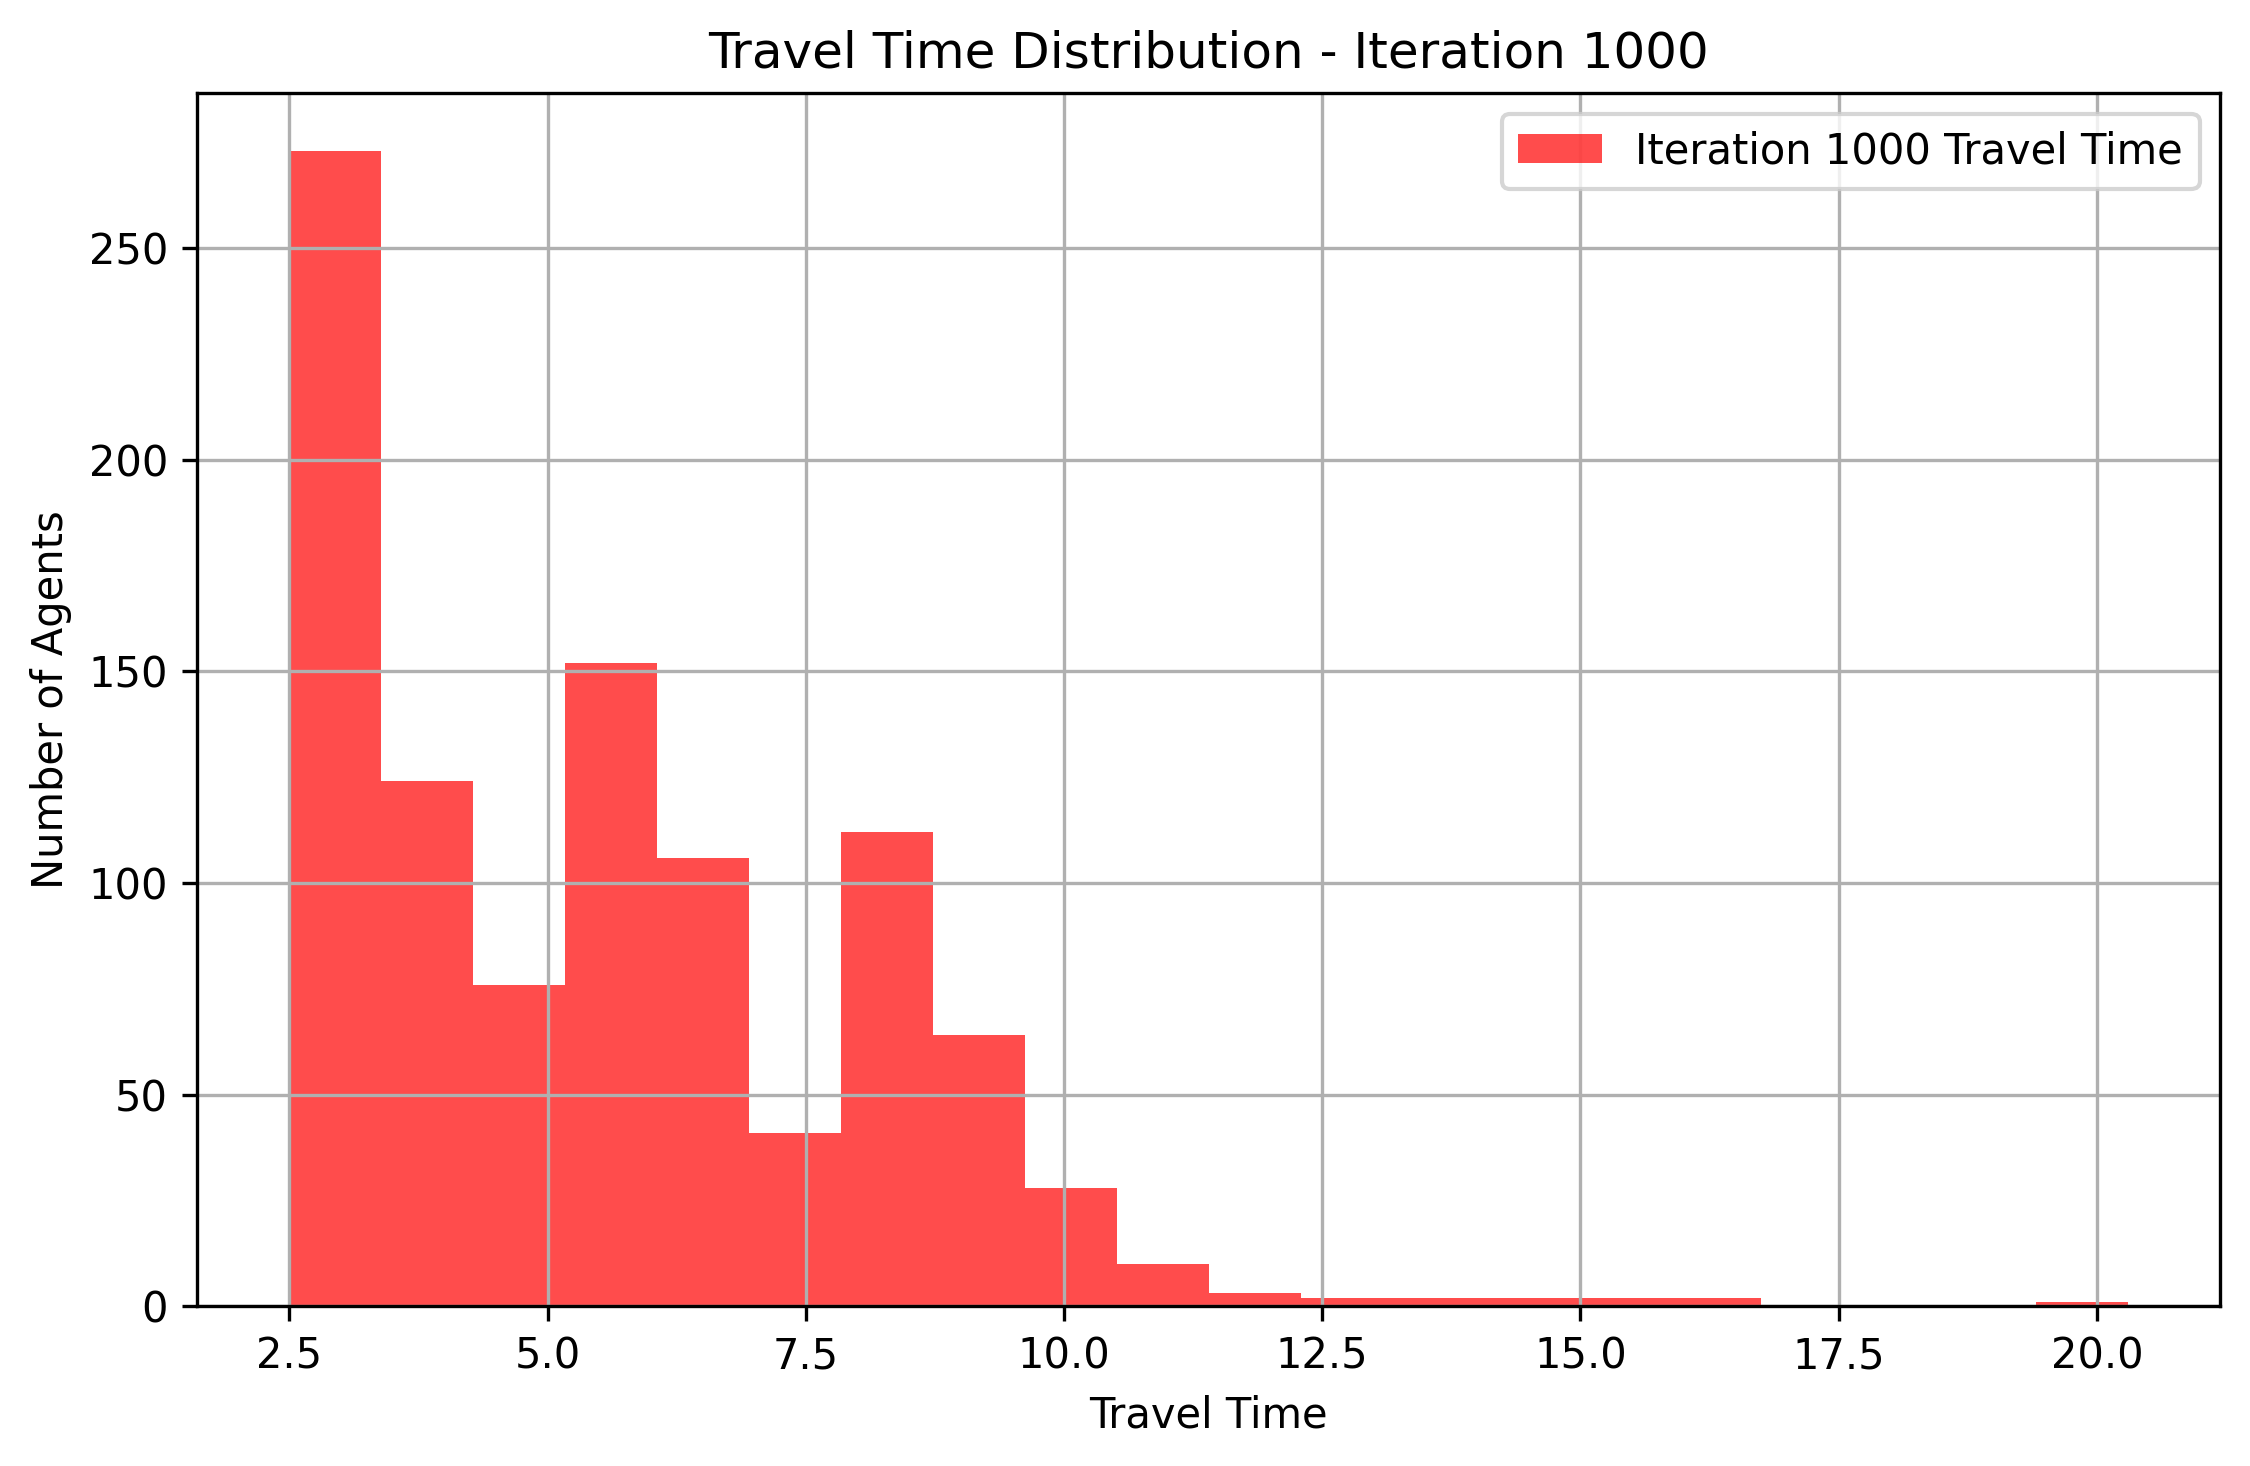 Travel Time Distribution - Iteration 1000
Iteration 1000 Travel Time
Number of Agents
250
200
150
100
50
0
2.5 5.0 7.5 10.0 12.5 15.0 17.5 20.0
Travel Time